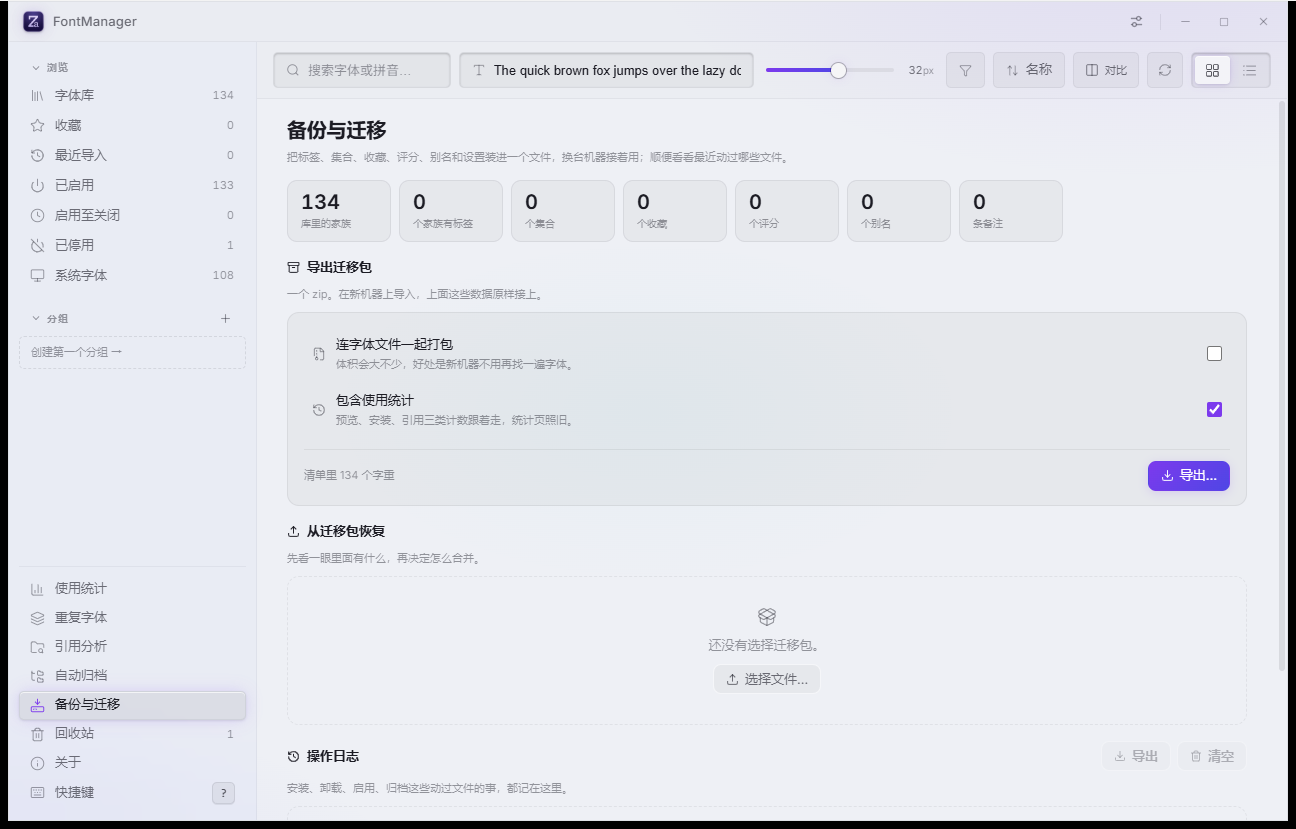 FontManager
浏览
字体库 134
收藏 0
最近导入 0
已启用 133
启用至关闭 0
已停用 1
系统字体 108
分组
创建第一个分组 →
使用统计
重复字体
引用分析
自动归档
备份与迁移
回收站 1
关于
快捷键 ?
搜索字体或拼音...
The quick brown fox jumps over the lazy dc
32px
名称
对比
备份与迁移
把标签、集合、收藏、评分、别名和设置装进一个文件，换台机器接着用；顺便看看最近动过哪些文件。
134
库里的家族
0
个家族有标签
0
个集合
0
个收藏
0
个评分
0
个别名
0
条备注
导出迁移包
一个 zip。在新机器上导入，上面这些数据原样接上。
连字体文件一起打包
体积会大不少，好处是新机器不用再找一遍字体。
包含使用统计
预览、安装、引用三类计数跟着走，统计页照旧。
清单里 134 个字重
导出...
从迁移包恢复
先看一眼里面有什么，再决定怎么合并。
还没有选择迁移包。
选择文件...
操作日志
导出
清空
安装、卸载、启用、归档这些动过文件的事，都记在这里。